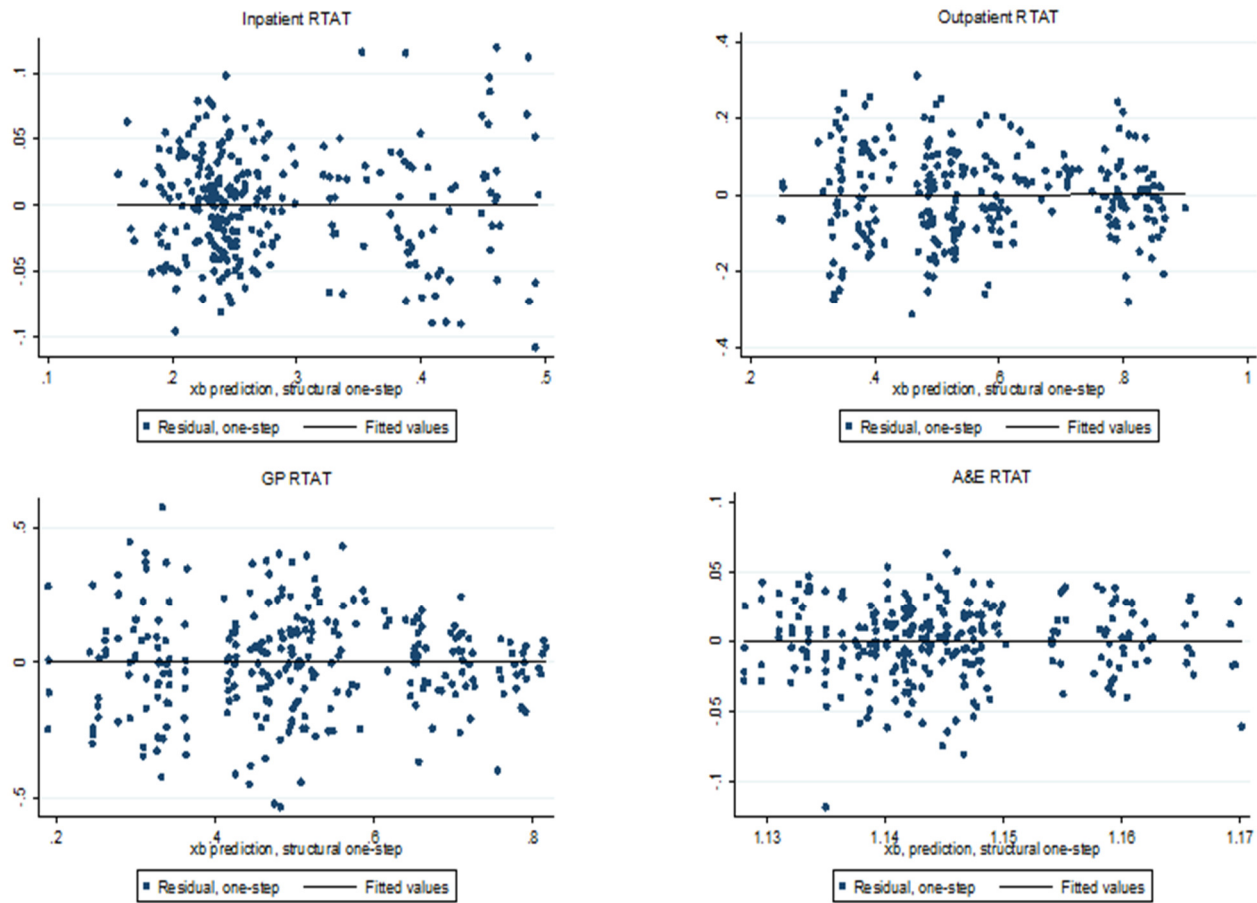 Inpatient RTAT
.1
.05
0
-.05
-.1
.1 .2 .3 .4 .5
xb prediction, structural one-step
Residual, one-step Fitted values
Outpatient RTAT
.4
.2
0
-.2
-.4
.2 .4 .6 .8 1
xb prediction, structural one-step
Residual, one-step Fitted values
GP RTAT
.5
0
-.5
.2 .4 .6 .8
xb prediction, structural one-step
Residual, one-step Fitted values
A&E RTAT
.1
.05
0
-.05
-.1
1.13 1.14 1.15 1.16 1.17
xb, prediction, structural one-step
Residual, one-step Fitted values